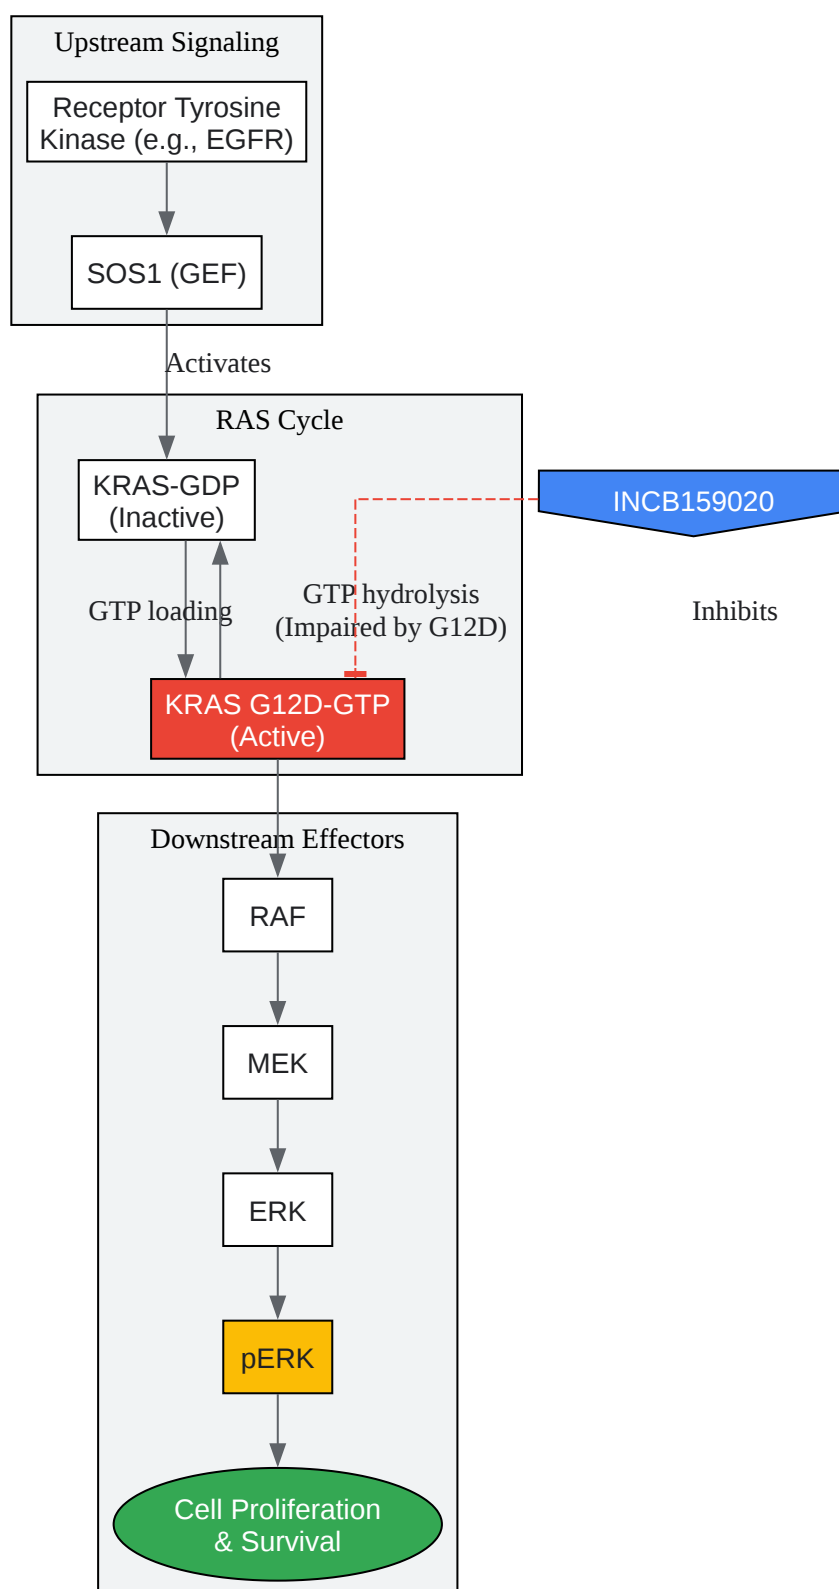 Upstream Signaling
Receptor Tyrosine
Kinase (e.g., EGFR)
SOS1 (GEF)
Activates
RAS Cycle
KRAS-GDP
(Inactive)
INCB159020
GTP loading
GTP hydrolysis
(Impaired by G12D)
Inhibits
KRAS G12D-GTP
(Active)
Downstream Effectors
RAF
MEK
ERK
pERK
Cell Proliferation
& Survival